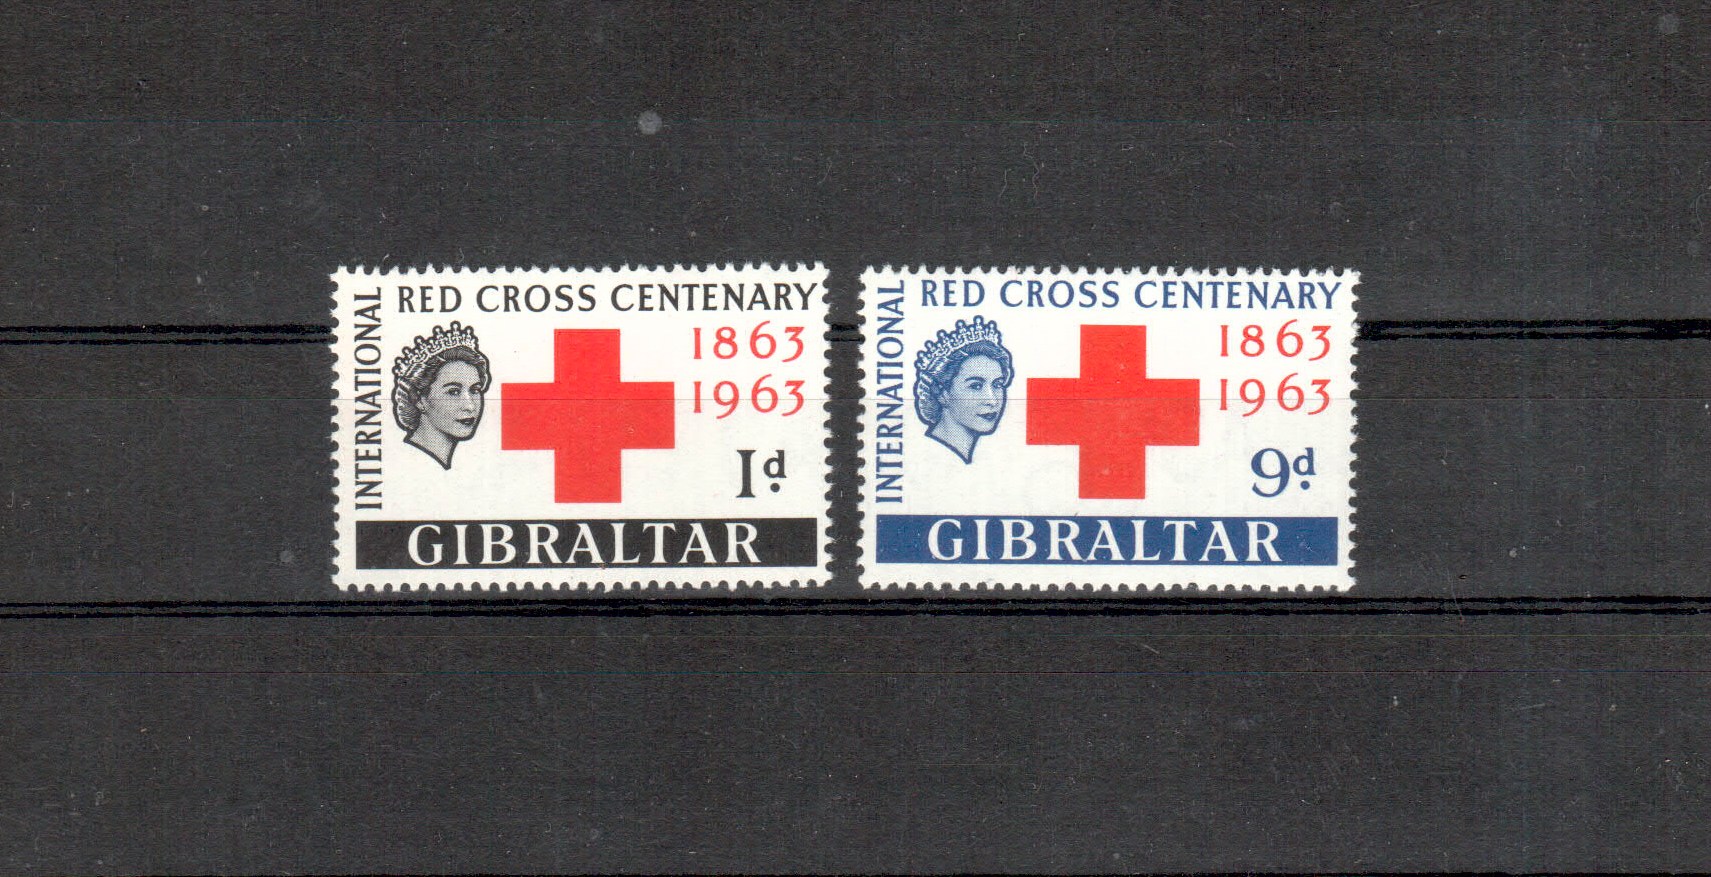 INTERNATIONAL
RED CROSS CENTENARY
1863
1963
1d
GIBRALTAR
INTERNATIONAL
RED CROSS CENTENARY
1863
1963
9d
GIBRALTAR